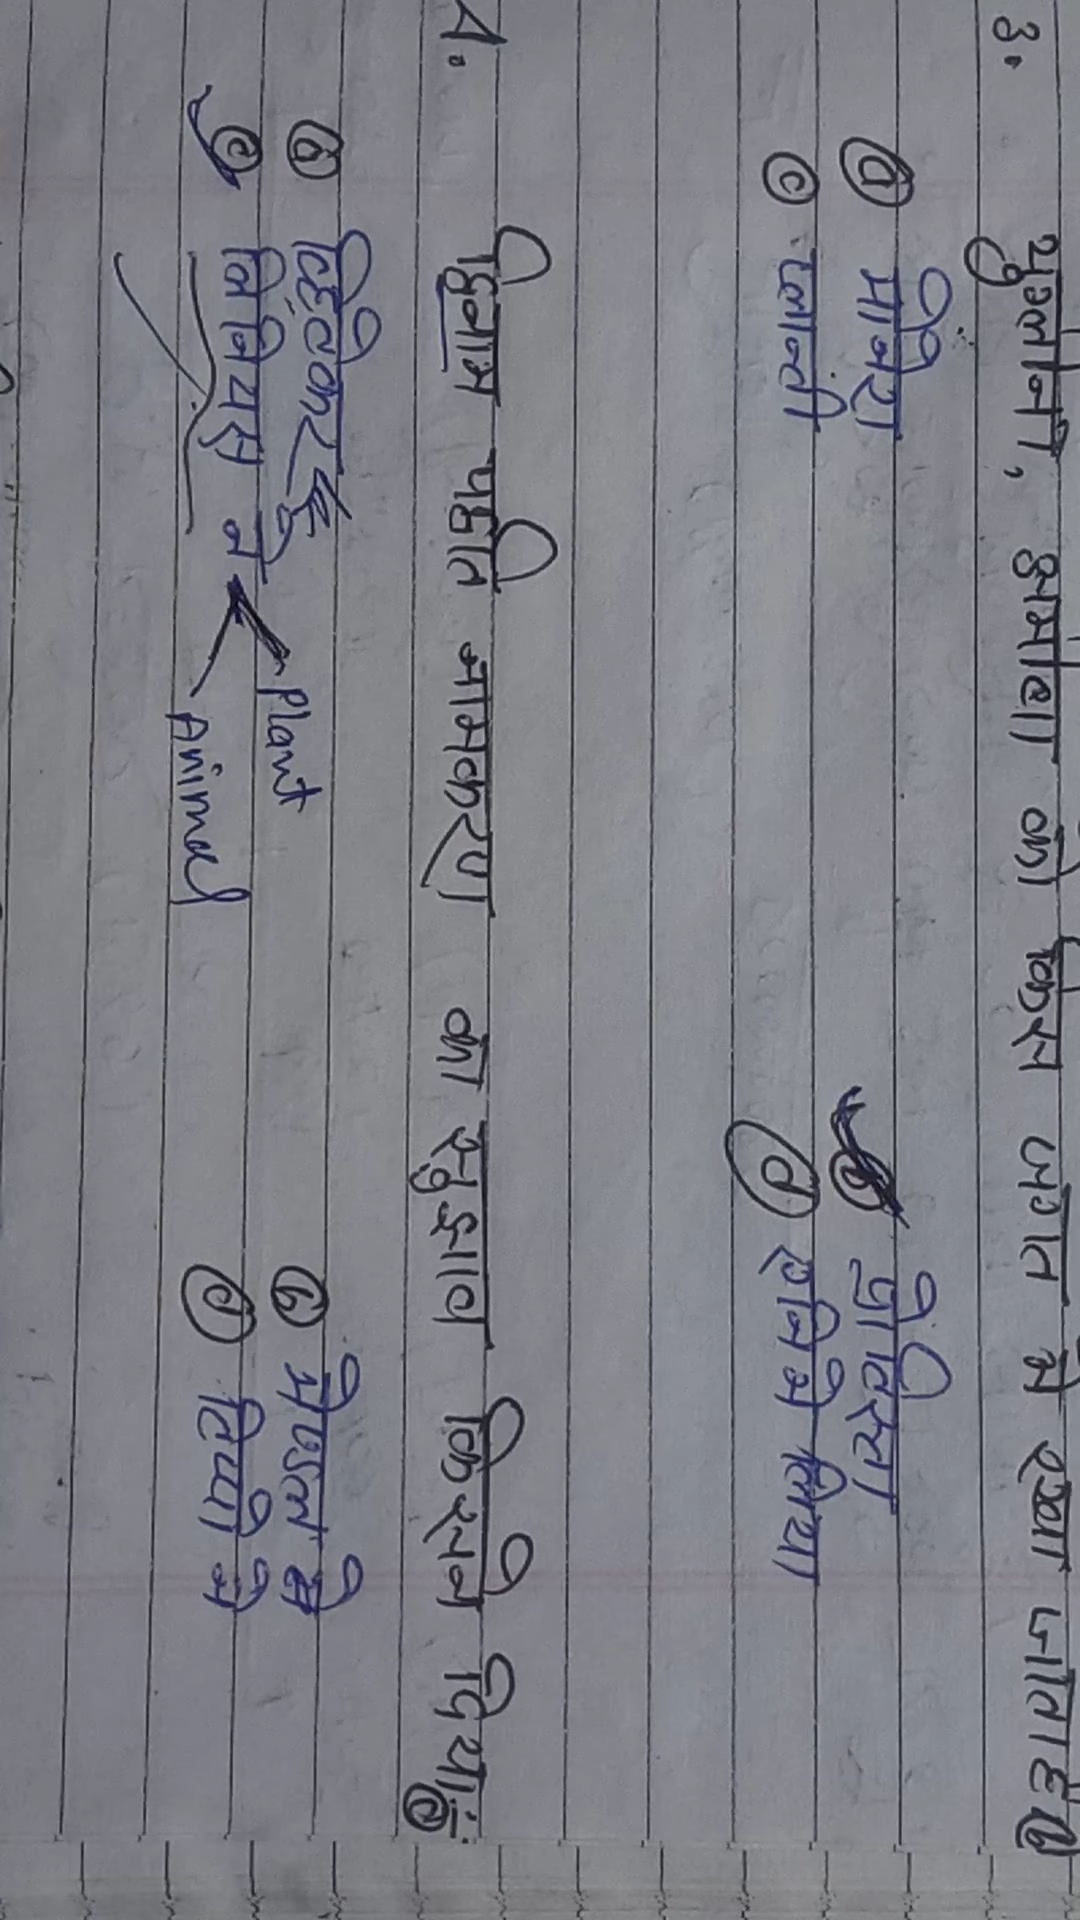 3. युग्लीना, अमीबा को किस जगत में रखा जाता है (b)
(a) मोनेरा (b) प्रोटिस्टा
(c) प्लान्टी (d) एनिमेलिया
4. द्विनाम पद्धति नामकरण का सुझाव किसने दिया (c)
(a) व्हिटेकर ने (b) मेण्डल ने
(c) लिनियस ने Plant (d) टिप्पो ने
Animal